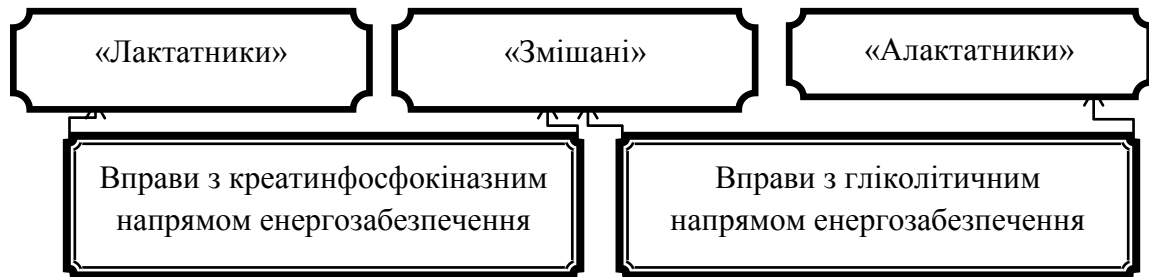 «Лактатники»
«Змішані»
«Алактатники»
Вправи з креатинфосфокіназним
напрямом енергозабезпечення
Вправи з гліколітичним
напрямом енергозабезпечення